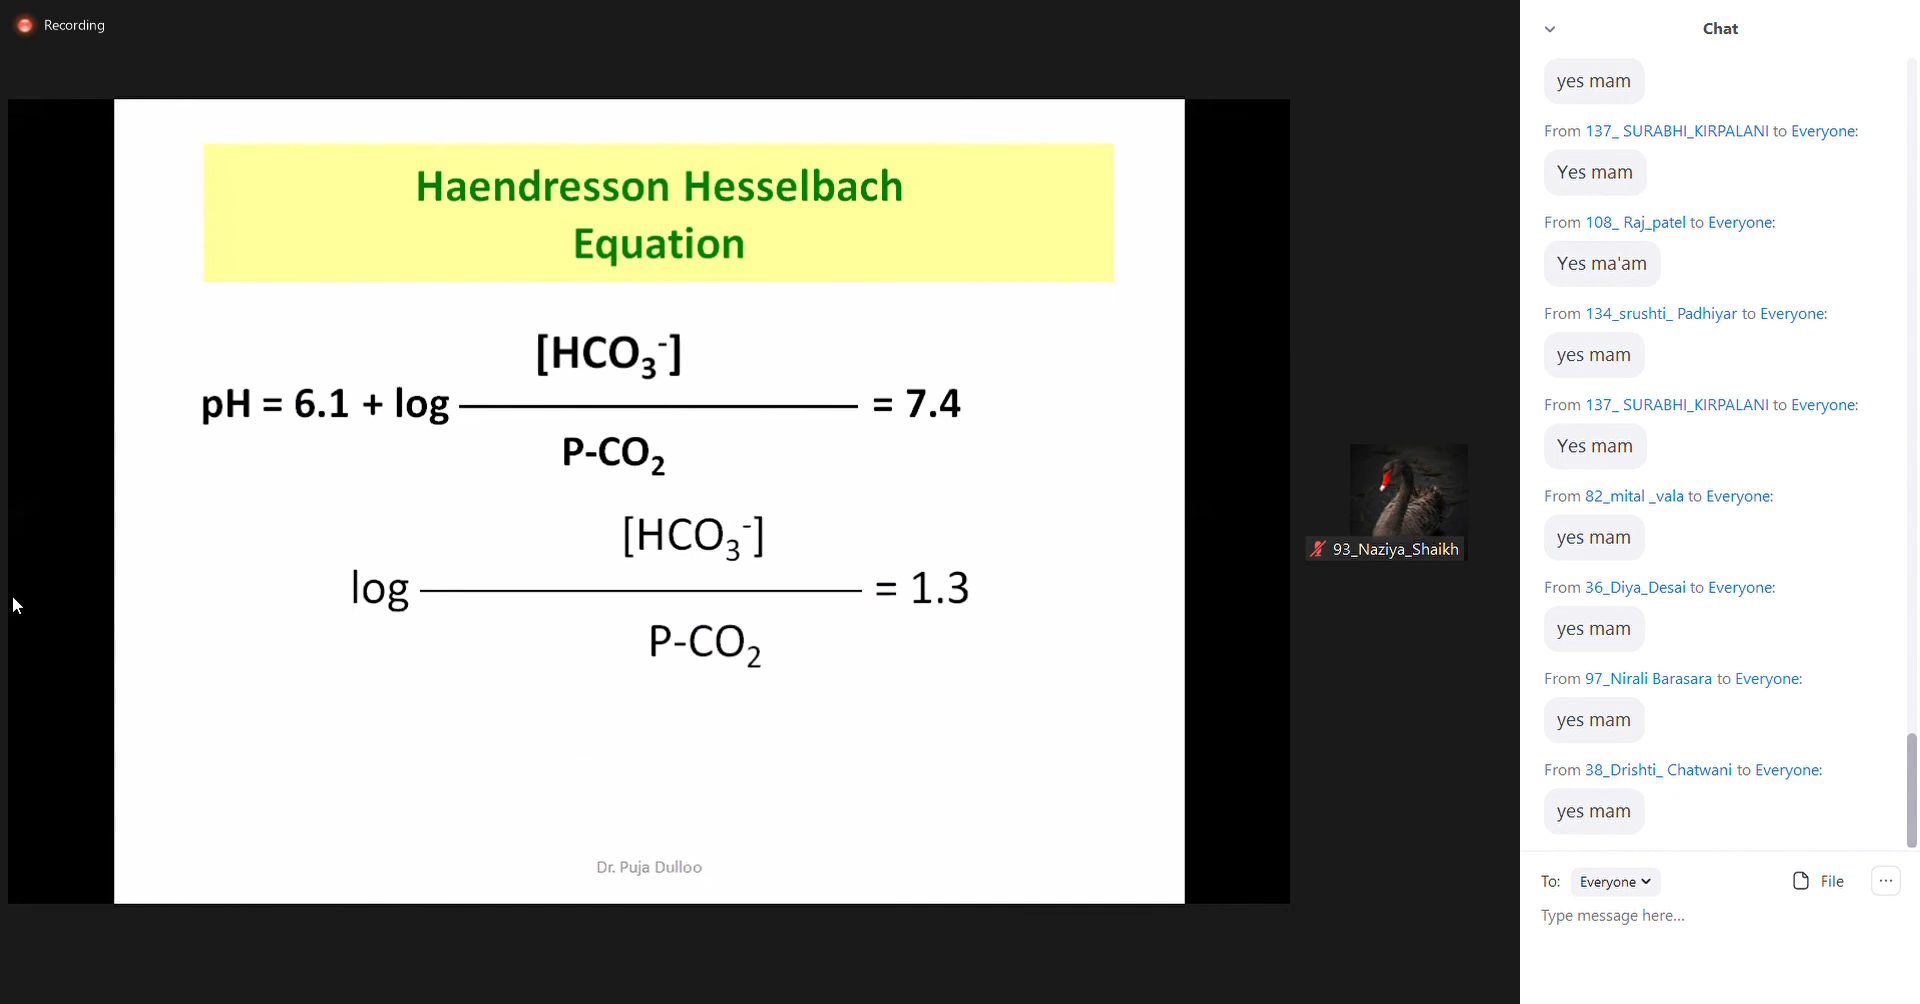 Recording
Haendresson Hesselbach
Equation
[HCO₃⁻]
pH = 6.1 + log = 7.4
P-CO₂
[HCO₃⁻]
log = 1.3
P-CO₂
Dr. Puja Dulloo
93_Naziya_Shaikh
Chat
yes mam
From 137_ SURABHI_KIRPALANI to Everyone:
Yes mam
From 108_ Raj_patel to Everyone:
Yes ma'am
From 134_srushti_ Padhiyar to Everyone:
yes mam
From 137_ SURABHI_KIRPALANI to Everyone:
Yes mam
From 82_mital _vala to Everyone:
yes mam
From 36_Diya_Desai to Everyone:
yes mam
From 97_Nirali Barasara to Everyone:
yes mam
From 38_Drishti_ Chatwani to Everyone:
yes mam
To: Everyone File ...
Type message here...